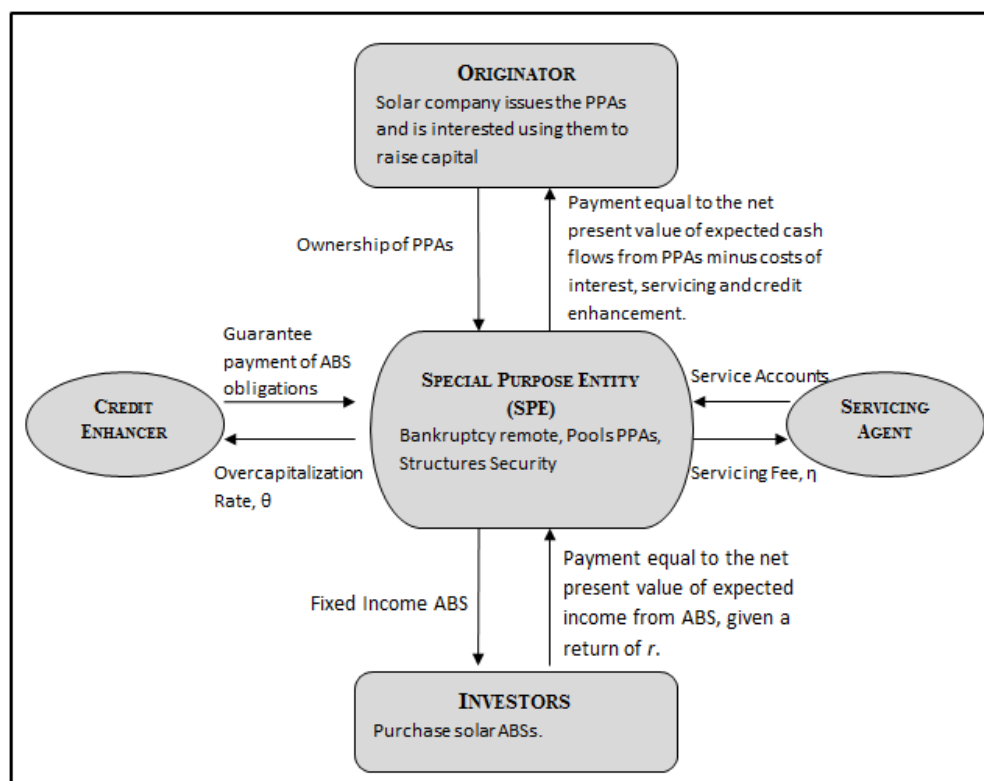 ORIGINATOR
Solar company issues the PPAs
and is interested using them to
raise capital
Ownership of PPAs
Payment equal to the net
present value of expected cash
flows from PPAs minus costs of
interest, servicing and credit
enhancement.
Guarantee
payment of ABS
obligations
CREDIT
ENHANCER
Overcapitalization
Rate, θ
SPECIAL PURPOSE ENTITY
(SPE)
Bankruptcy remote, Pools PPAs,
Structures Security
Service Accounts
SERVICING
AGENT
Servicing Fee, η
Fixed Income ABS
Payment equal to the net
present value of expected
income from ABS, given a
return of r.
INVESTORS
Purchase solar ABSs.